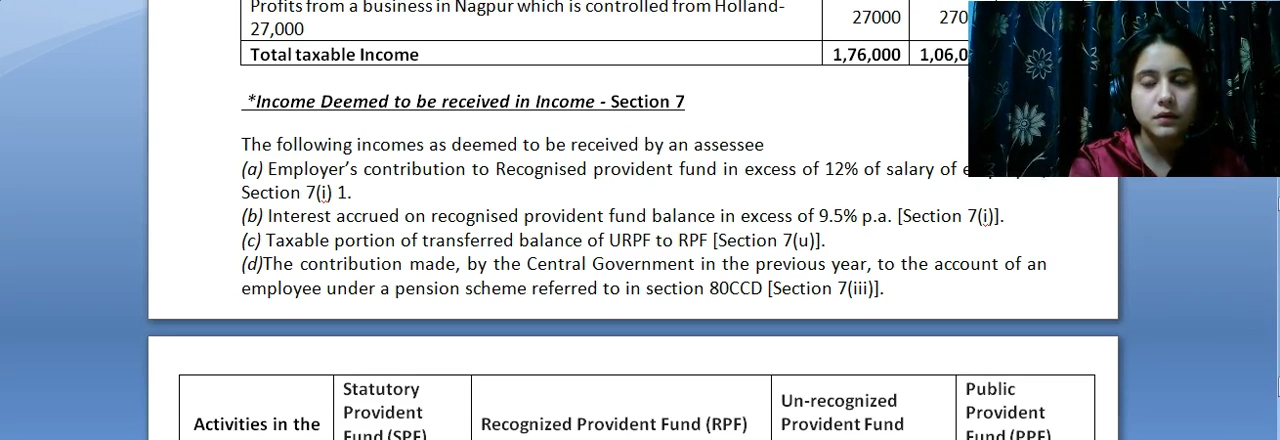 Profits from a business in Nagpur which is controlled from Holland-
27,000
27000
270
Total taxable Income
1,76,000
1,06,0
*Income Deemed to be received in Income - Section 7
The following incomes as deemed to be received by an assessee
(a) Employer's contribution to Recognised provident fund in excess of 12% of salary of
Section 7(i) 1.
(b) Interest accrued on recognised provident fund balance in excess of 9.5% p.a. [Section 7(i)].
(c) Taxable portion of transferred balance of URPF to RPF [Section 7(u)].
(d)The contribution made, by the Central Government in the previous year, to the account of an
employee under a pension scheme referred to in section 80CCD [Section 7(iii)].
Activities in the
Statutory
Provident
Fund (SPF)
Recognized Provident Fund (RPF)
Un-recognized
Provident Fund
Public
Provident
Fund (PPF)